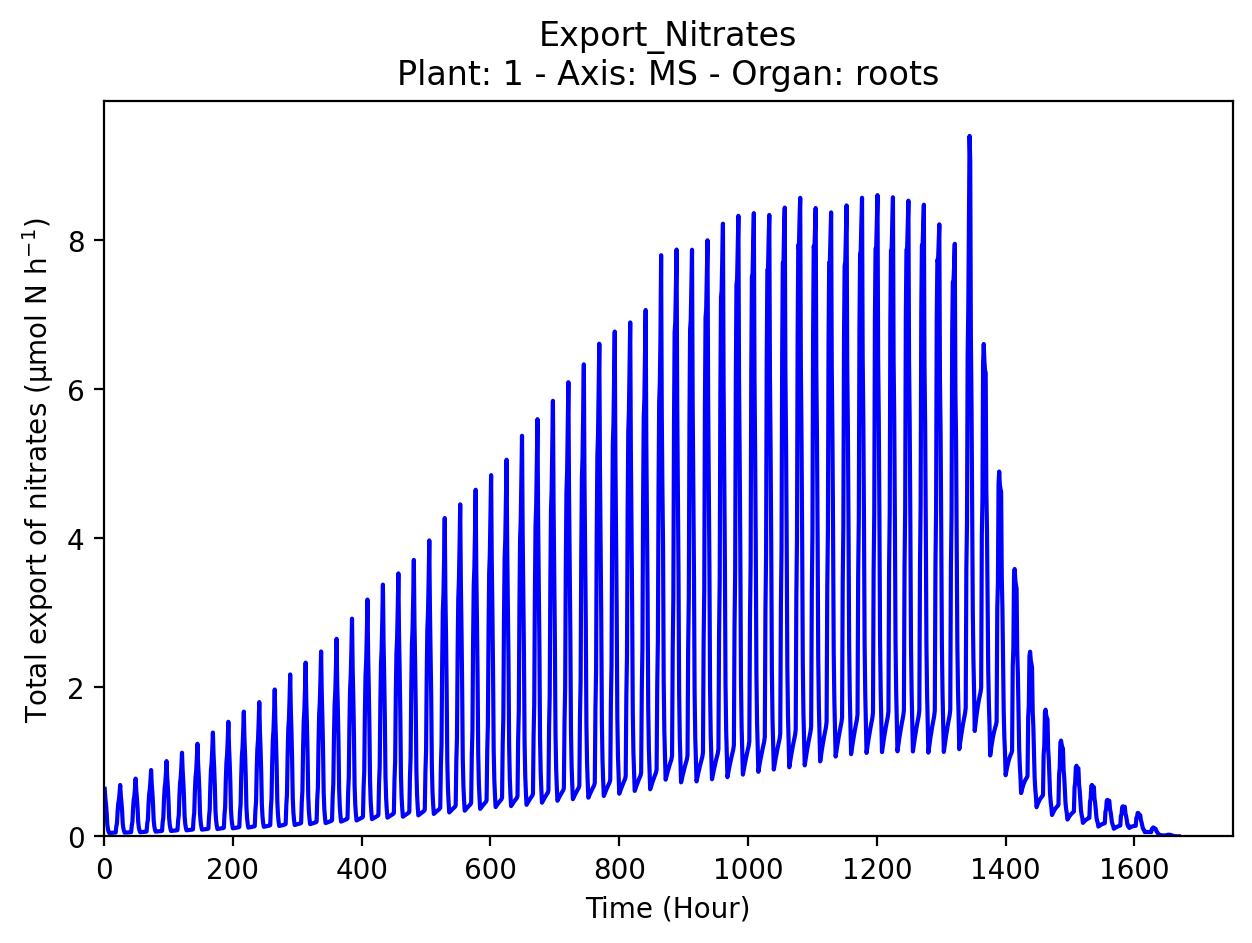 Export_Nitrates
Plant: 1 - Axis: MS - Organ: roots
Total export of nitrates (µmol N h⁻¹)
8
6
4
2
0
0 200 400 600 800 1000 1200 1400 1600
Time (Hour)